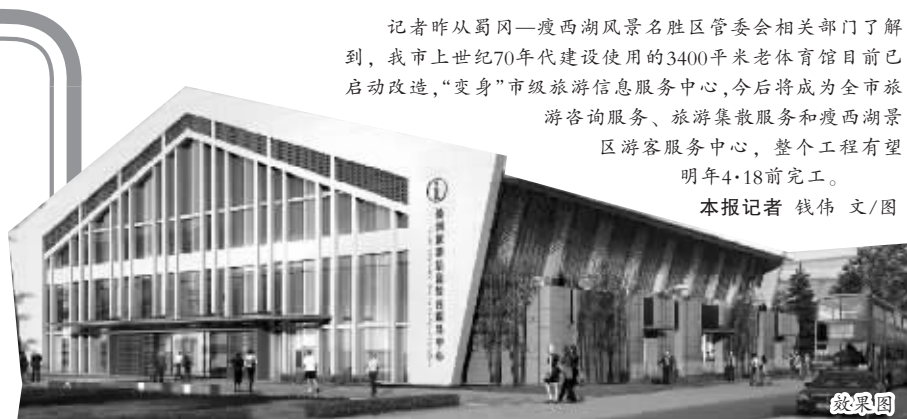 记者昨从蜀冈—瘦西湖风景名胜区管委会相关部门了解
到，我市上世纪70年代建设使用的3400平米老体育馆目前已
启动改造，“变身”市级旅游信息服务中心，今后将成为全市旅
游咨询服务、旅游集散服务和瘦西湖景
区游客服务中心，整个工程有望
明年4·18前完工。
本报记者 钱伟 文/图
效果图